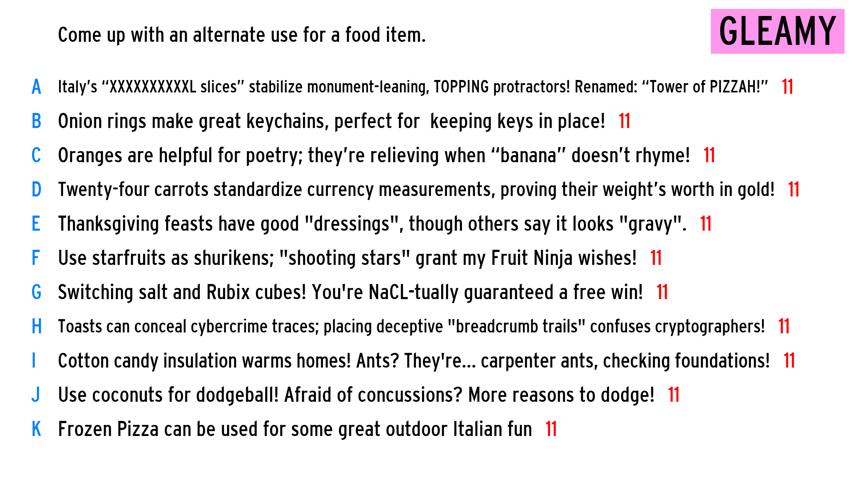 Come up with an alternate use for a food item.
GLEAMY
A Italy's “XXXXXXXXXXL slices” stabilize monument-leaning, TOPPING protractors! Renamed: “Tower of PIZZAH!” 11
B Onion rings make great keychains, perfect for  keeping keys in place! 11
C Oranges are helpful for poetry; they're relieving when “banana” doesn't rhyme! 11
D Twenty-four carrots standardize currency measurements, proving their weight's worth in gold! 11
E Thanksgiving feasts have good "dressings", though others say it looks "gravy". 11
F Use starfruits as shurikens; "shooting stars" grant my Fruit Ninja wishes! 11
G Switching salt and Rubix cubes! You're NaCL-tually guaranteed a free win! 11
H Toasts can conceal cybercrime traces; placing deceptive "breadcrumb trails" confuses cryptographers! 11
I Cotton candy insulation warms homes! Ants? They're... carpenter ants, checking foundations! 11
J Use coconuts for dodgeball! Afraid of concussions? More reasons to dodge! 11
K Frozen Pizza can be used for some great outdoor Italian fun 11